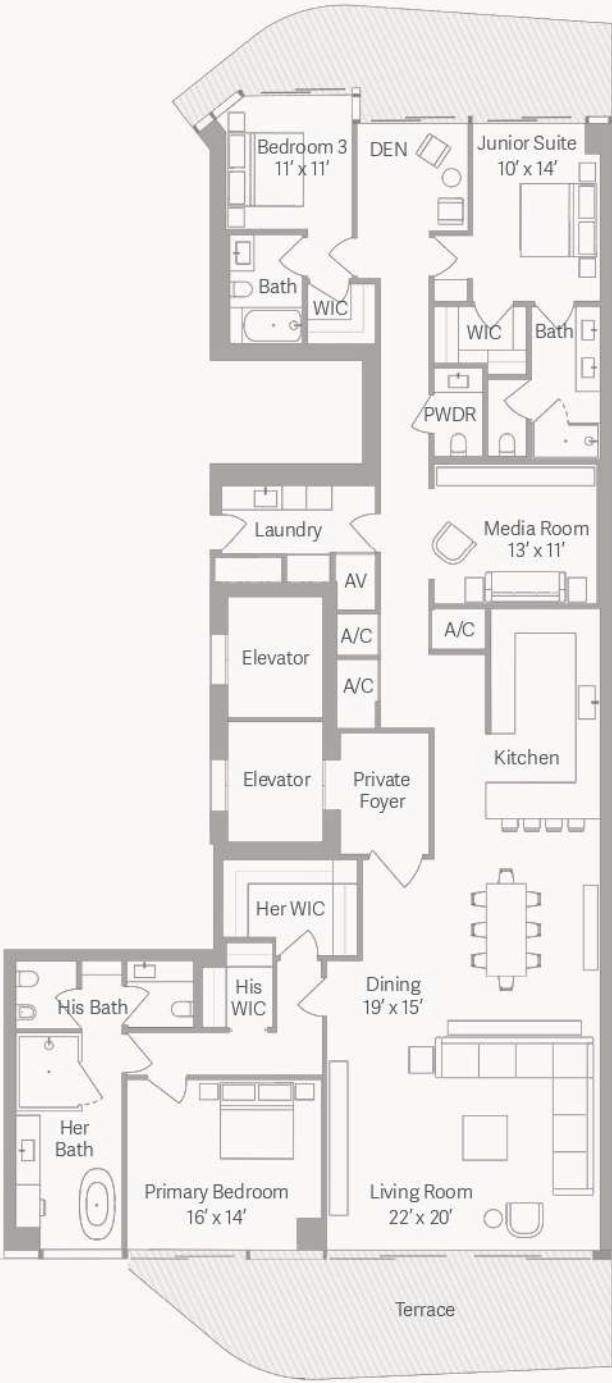 Bedroom 3
11' x 11'
DEN
Junior Suite
10' x 14'
Bath
WIC
WIC
Bath
PWDR
Laundry
Media Room
13' x 11'
AV
A/C
A/C
A/C
Elevator
Elevator
Private
Foyer
Kitchen
Her WIC
His
WIC
Dining
19' x 15'
His Bath
Her
Bath
Primary Bedroom
16' x 14'
Living Room
22' x 20'
Terrace